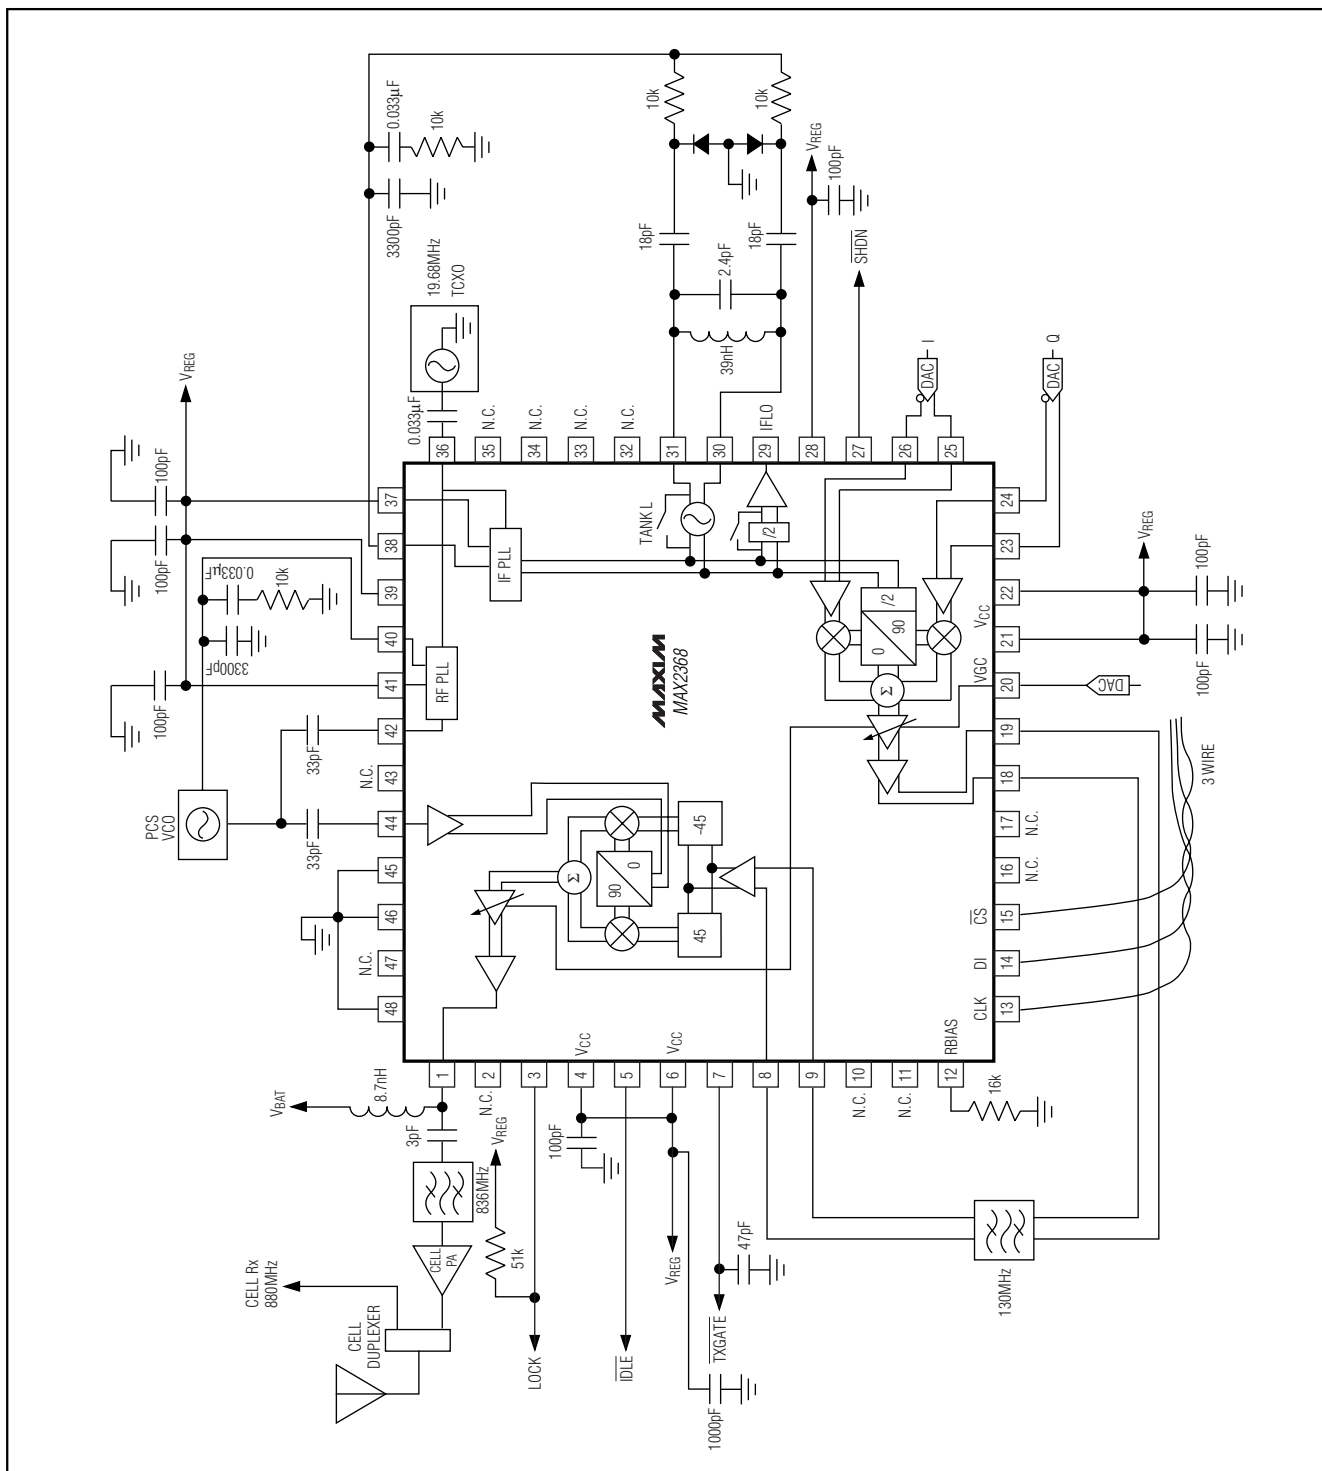 CELL Rx
880MHz
CELL
DUPLEXER
CELL
PA
836MHz
3pF
8.7nH
VBAT
VREG
51k
LOCK
IDLE
100pF
VREG
TXGATE
47pF
1000pF
130MHz
16k
1
2
N.C.
3
4
VCC
5
6
VCC
7
8
9
10
N.C.
11
N.C.
12
RBIAS
13
CLK
14
DI
15
CS
3 WIRE
16
N.C.
17
N.C.
18
19
20
VGC
DAC
21
22
VCC
VREG
100pF
100pF
23
24
DAC
Q
25
26
DAC
I
27
SHDN
28
VREG
100pF
29
IFLO
30
31
TANK L
39nH
2.4pF
18pF
18pF
10k
10k
32
N.C.
33
N.C.
34
N.C.
35
N.C.
36
0.033µF
19.68MHz
TCXO
3300pF
0.033µF
10k
37
38
39
40
41
42
43
N.C.
44
45
46
47
N.C.
48
VREG
100pF
100pF
100pF
0.033µF
10k
3300pF
33pF
33pF
PCS
VCO
RF PLL
IF PLL
/2
/2
90
0
Σ
MAXIM
MAX2368
-45
45
90
0
Σ